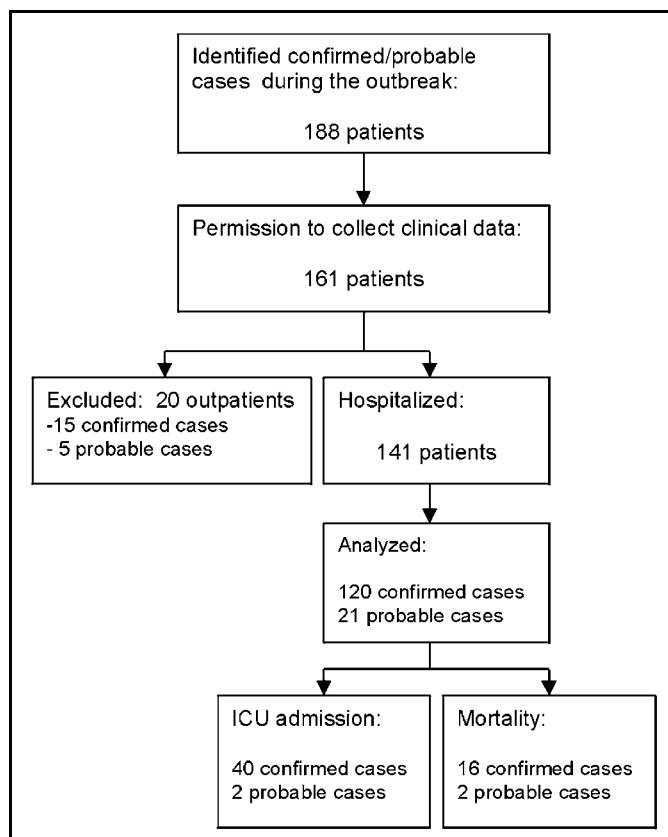 Identified confirmed/probable
cases during the outbreak:
188 patients
Permission to collect clinical data:
161 patients
Excluded: 20 outpatients
-15 confirmed cases
- 5 probable cases
Hospitalized:
141 patients
Analyzed:
120 confirmed cases
21 probable cases
ICU admission:
40 confirmed cases
2 probable cases
Mortality:
16 confirmed cases
2 probable cases